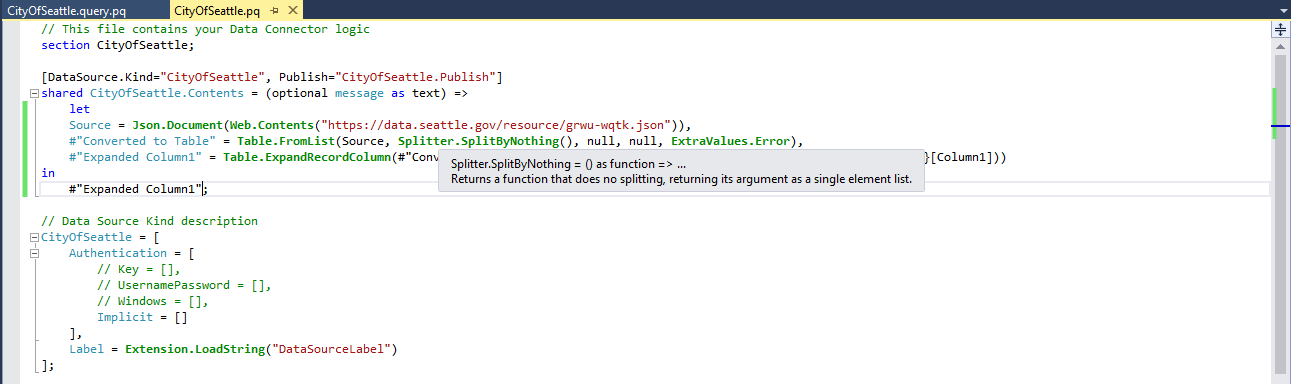 CityOfSeattle.query.pq CityOfSeattle.pq
// This file contains your Data Connector logic
section CityOfSeattle;
[DataSource.Kind="CityOfSeattle", Publish="CityOfSeattle.Publish"]
shared CityOfSeattle.Contents = (optional message as text) =>
let
Source = Json.Document(Web.Contents("https://data.seattle.gov/resource/grwu-wqtk.json")),
#"Converted to Table" = Table.FromList(Source, Splitter.SplitByNothing(), null, null, ExtraValues.Error),
#"Expanded Column1" = Table.ExpandRecordColumn(#"Conv }[Column1]))
Splitter.SplitByNothing = () as function => ...
Returns a function that does no splitting, returning its argument as a single element list.
in
#"Expanded Column1";
// Data Source Kind description
CityOfSeattle = [
Authentication = [
// Key = [],
// UsernamePassword = [],
// Windows = [],
Implicit = []
],
Label = Extension.LoadString("DataSourceLabel")
];